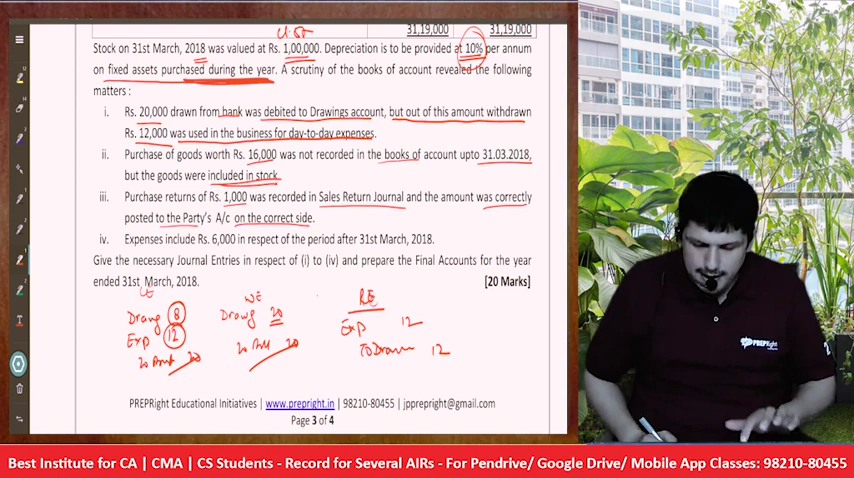 cl. St
31,19,000 31,19,000
Stock on 31st March, 2018 was valued at Rs. 1,00,000. Depreciation is to be provided at 10% per annum
on fixed assets purchased during the year. A scrutiny of the books of account revealed the following
matters :
i. Rs. 20,000 drawn from bank was debited to Drawings account, but out of this amount withdrawn
Rs. 12,000 was used in the business for day-to-day expenses.
ii. Purchase of goods worth Rs. 16,000 was not recorded in the books of account upto 31.03.2018,
but the goods were included in stock.
iii. Purchase returns of Rs. 1,000 was recorded in Sales Return Journal and the amount was correctly
posted to the Party's A/c on the correct side.
iv. Expenses include Rs. 6,000 in respect of the period after 31st March, 2018.
Give the necessary Journal Entries in respect of (i) to (iv) and prepare the Final Accounts for the year
ended 31st March, 2018. [20 Marks]
CE WE RE
Drawg 8 Drawg 20 Exp 12
Exp 12 To Draw 12
20 20
PREPRight Educational Initiatives | www.prepright.in | 98210-80455 | jpprepright@gmail.com
Page 3 of 4
PREPRight
Best Institute for CA | CMA | CS Students - Record for Several AIRs - For Pendrive/ Google Drive/ Mobile App Classes: 98210-80455